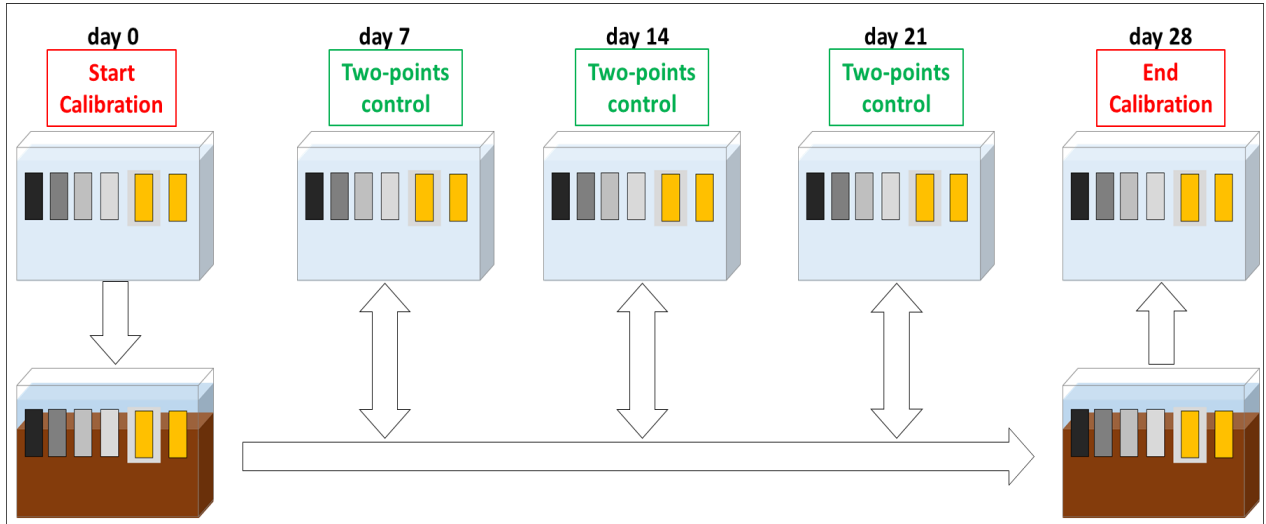 day 0
Start
Calibration
day 7
Two-points
control
day 14
Two-points
control
day 21
Two-points
control
day 28
End
Calibration